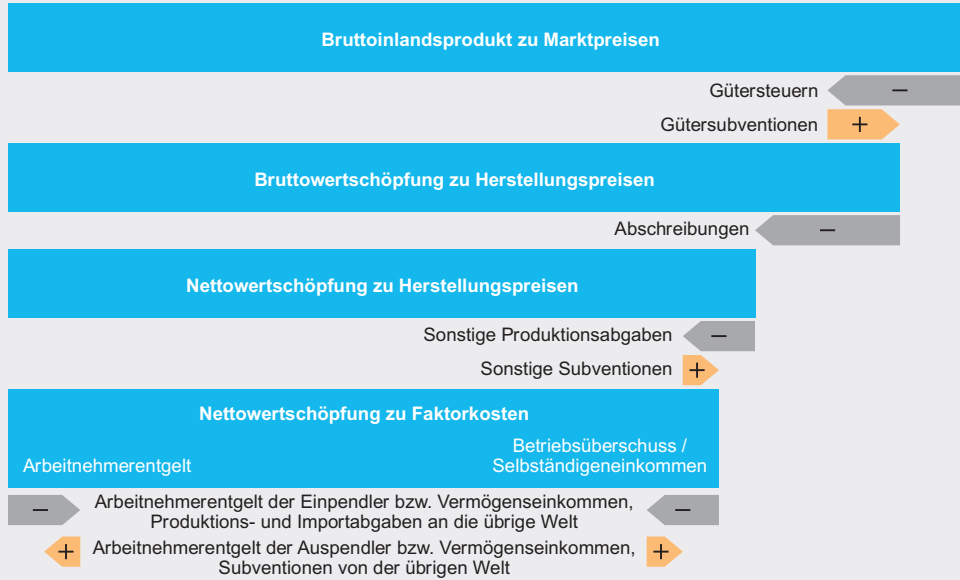 Bruttoinlandsprodukt zu Marktpreisen
Gütersteuern −
Gütersubventionen +
Bruttowertschöpfung zu Herstellungspreisen
Abschreibungen −
Nettowertschöpfung zu Herstellungspreisen
Sonstige Produktionsabgaben −
Sonstige Subventionen +
Nettowertschöpfung zu Faktorkosten
Arbeitnehmerentgelt
Betriebsüberschuss /
Selbständigeneinkommen
− Arbeitnehmerentgelt der Einpendler bzw. Vermögenseinkommen, −
Produktions- und Importabgaben an die übrige Welt
+ Arbeitnehmerentgelt der Auspendler bzw. Vermögenseinkommen, +
Subventionen von der übrigen Welt